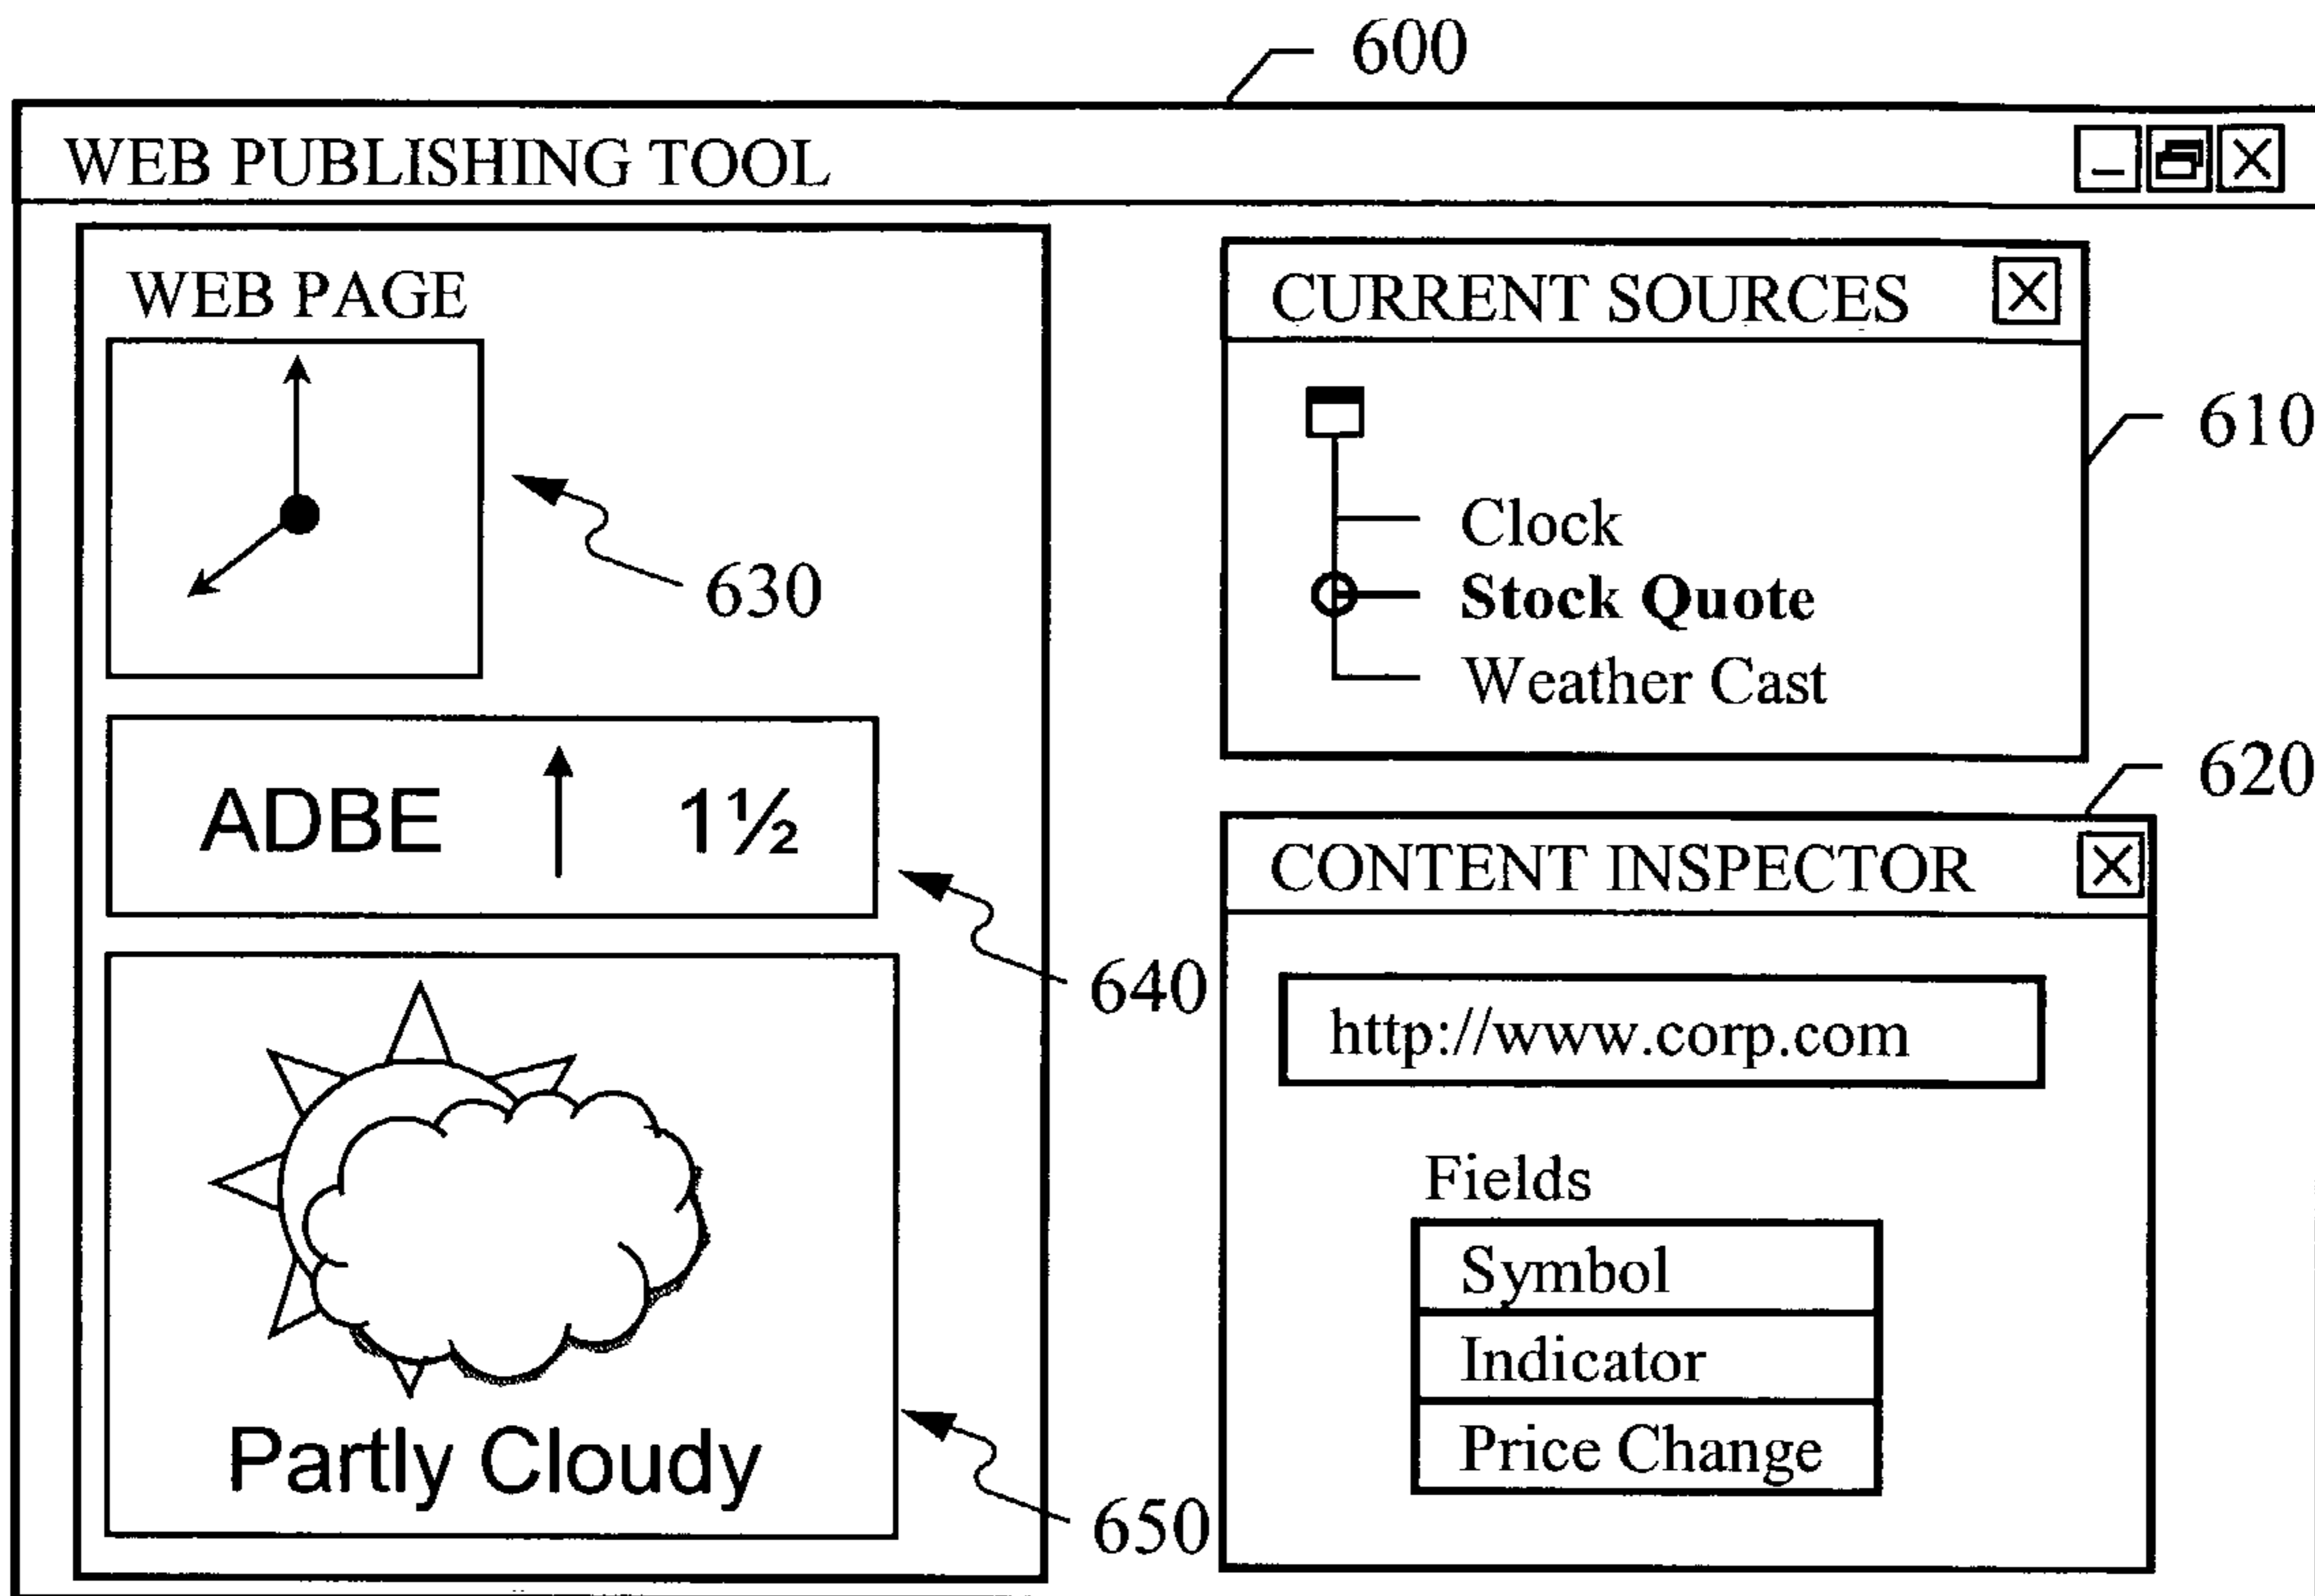 600
WEB PUBLISHING TOOL
WEB PAGE
630
ADBE 1½
640
Partly Cloudy
650
CURRENT SOURCES
610
Clock
Stock Quote
Weather Cast
620
CONTENT INSPECTOR
http://www.corp.com
Fields
Symbol
Indicator
Price Change